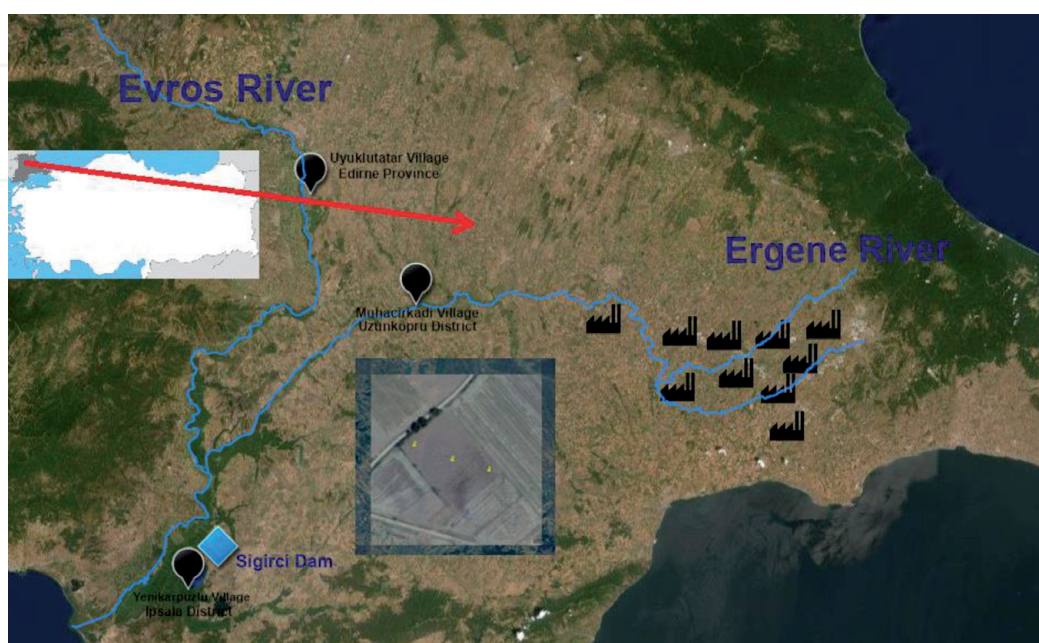 Evros River
Uyuklutatar Village
Edirne Province
Ergene River
Muhacirkadı Village
Uzunköprü District
Sigirci Dam
Yenikarpuzlu Village
Ipsala District